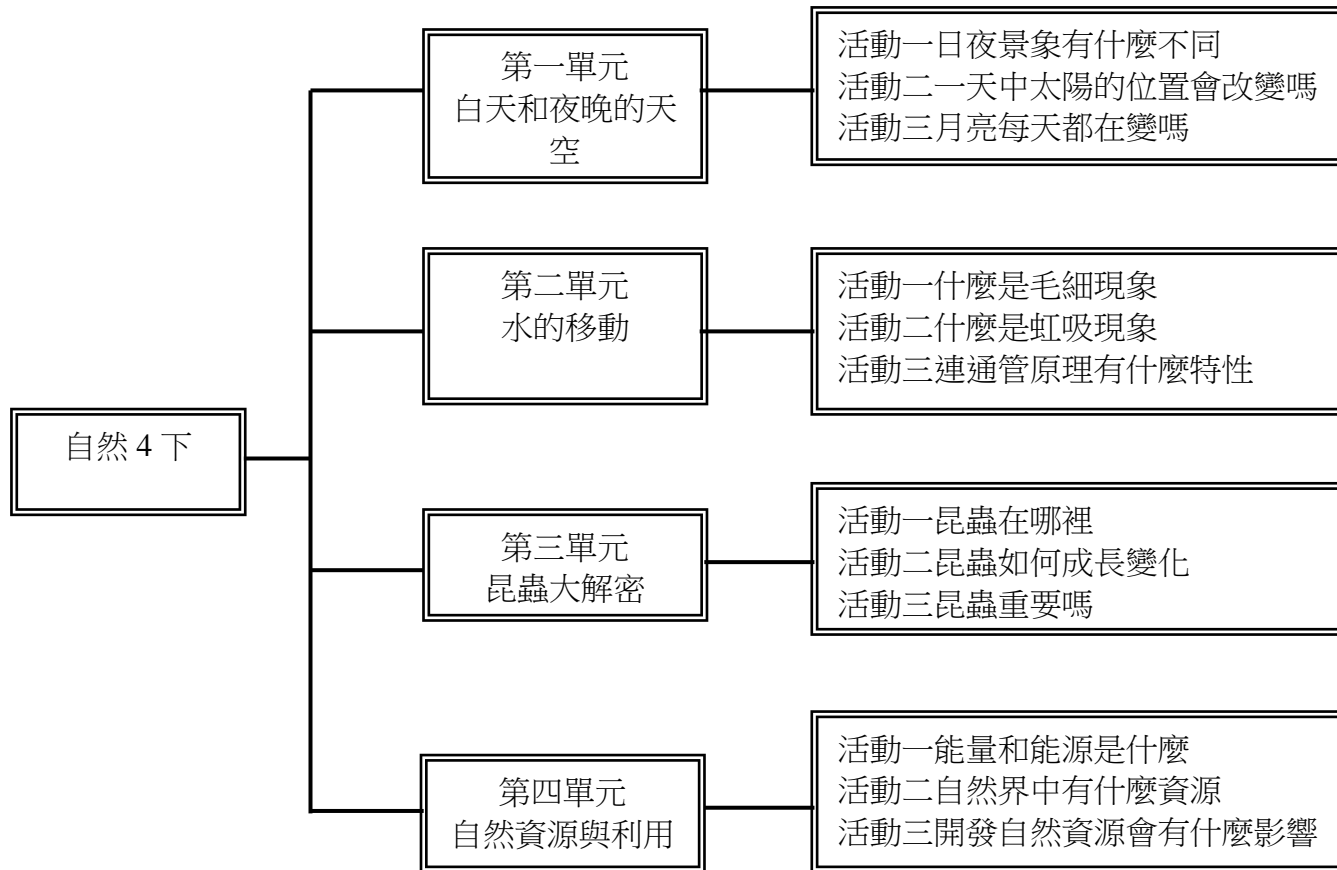 自然 4 下
第一單元
白天和夜晚的天
空
活動一日夜景象有什麼不同
活動二一天中太陽的位置會改變嗎
活動三月亮每天都在變嗎
第二單元
水的移動
活動一什麼是毛細現象
活動二什麼是虹吸現象
活動三連通管原理有什麼特性
第三單元
昆蟲大解密
活動一昆蟲在哪裡
活動二昆蟲如何成長變化
活動三昆蟲重要嗎
第四單元
自然資源與利用
活動一能量和能源是什麼
活動二自然界中有什麼資源
活動三開發自然資源會有什麼影響